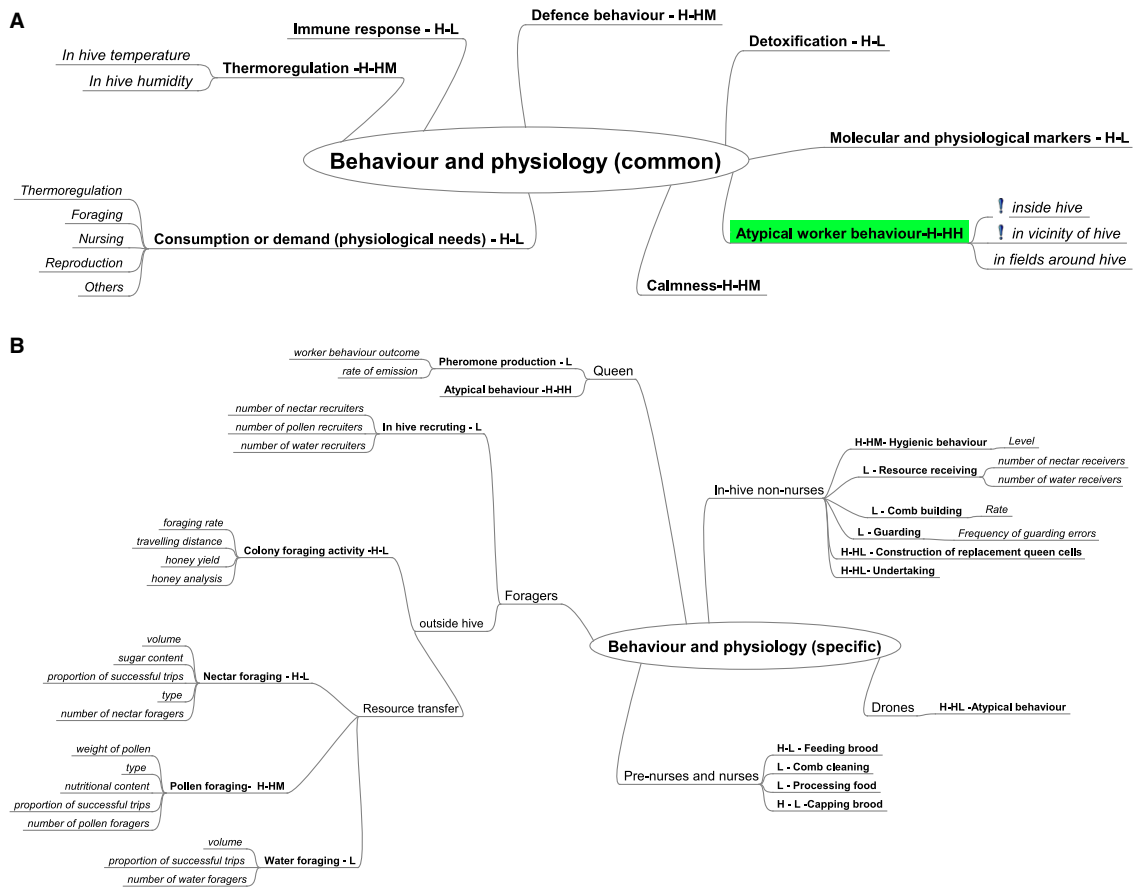 A
Defence behaviour - H-HM
Immune response - H-L
Detoxification - H-L
In hive temperature
Thermoregulation -H-HM
In hive humidity
Molecular and physiological markers - H-L
Behaviour and physiology (common)
Thermoregulation
Foraging
Nursing
Reproduction
Others
Consumption or demand (physiological needs) - H-L
Atypical worker behaviour-H-HH
! inside hive
! in vicinity of hive
in fields around hive
Calmness-H-HM
B
worker behaviour outcome
rate of emission
Pheromone production - L
Atypical behaviour -H-HH
Queen
number of nectar recruiters
number of pollen recruiters
number of water recruiters
In hive recruting - L
foraging rate
travelling distance
honey yield
honey analysis
Colony foraging activity -H-L
Foragers
outside hive
volume
sugar content
proportion of successful trips
type
number of nectar foragers
Nectar foraging - H-L
Resource transfer
weight of pollen
type
nutritional content
proportion of successful trips
number of pollen foragers
Pollen foraging- H-HM
volume
proportion of successful trips
number of water foragers
Water foraging - L
In-hive non-nurses
H-HM- Hygienic behaviour
Level
L - Resource receiving
number of nectar receivers
number of water receivers
L - Comb building
Rate
L - Guarding
Frequency of guarding errors
H-HL - Construction of replacement queen cells
H-HL- Undertaking
Behaviour and physiology (specific)
Drones
H-HL -Atypical behaviour
Pre-nurses and nurses
H-L - Feeding brood
L - Comb cleaning
L - Processing food
H - L -Capping brood